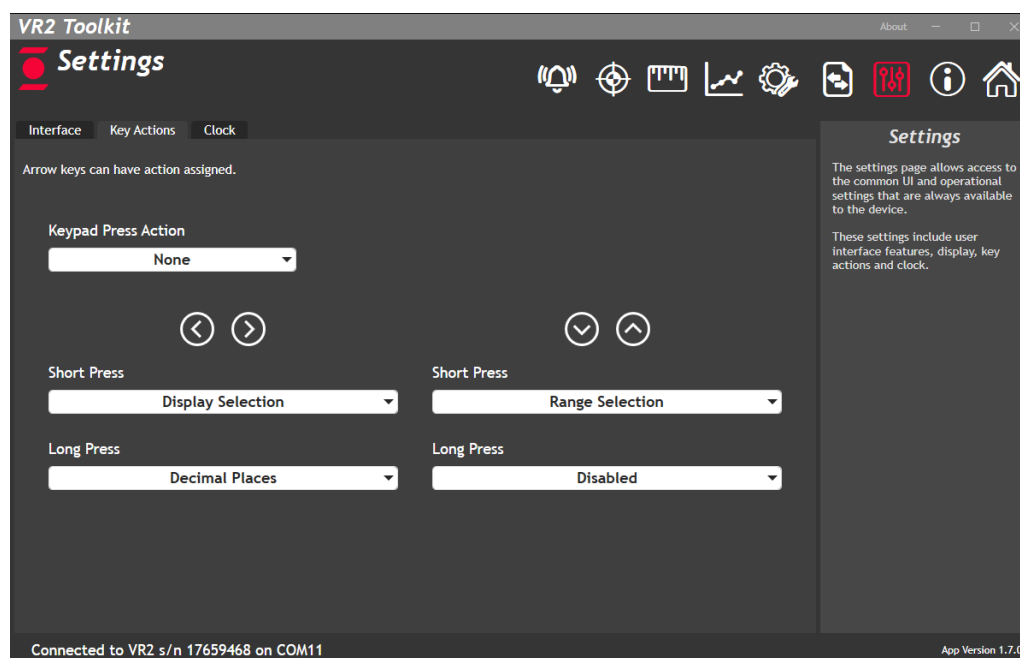 VR2 Toolkit
About
Settings
Interface
Key Actions
Clock
Arrow keys can have action assigned.
Keypad Press Action
None
Short Press
Display Selection
Long Press
Decimal Places
Short Press
Range Selection
Long Press
Disabled
Settings
The settings page allows access to
the common UI and operational
settings that are always available
to the device.
These settings include user
interface features, display, key
actions and clock.
Connected to VR2 s/n 17659468 on COM11
App Version 1.7.0